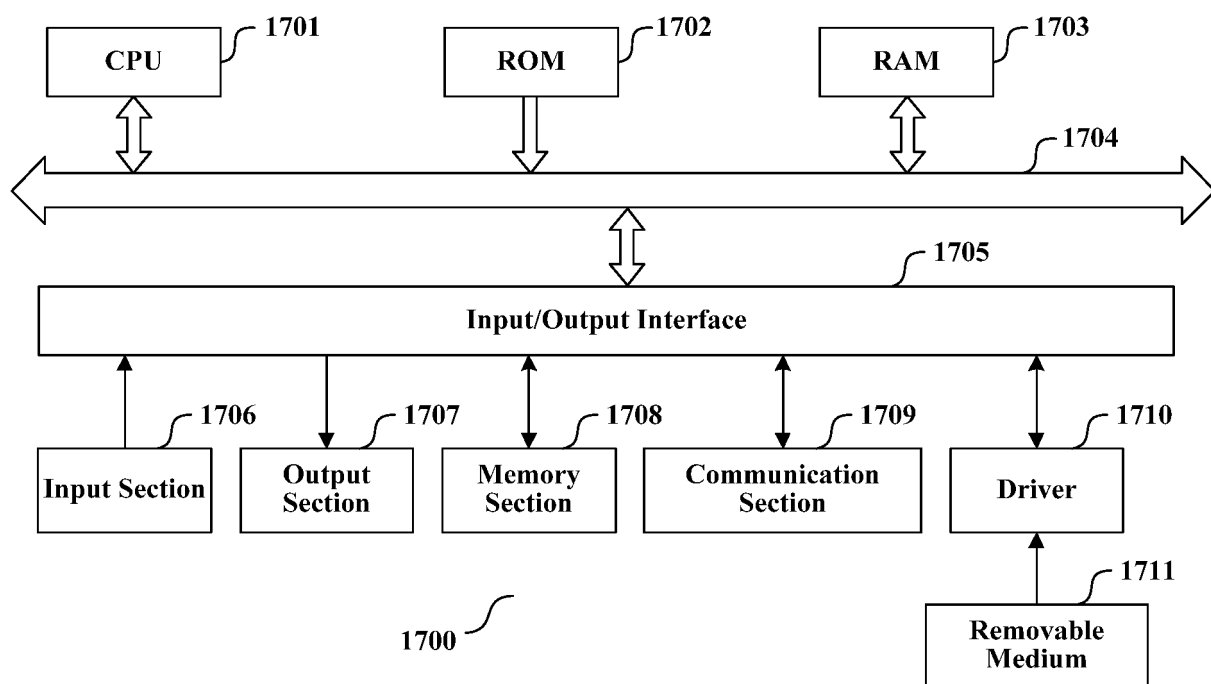 1701
1702
1703
CPU
ROM
RAM
1704
1705
Input/Output Interface
1706
1707
1708
1709
1710
Input Section
Output
Section
Memory
Section
Communication
Section
Driver
1711
1700
Removable
Medium